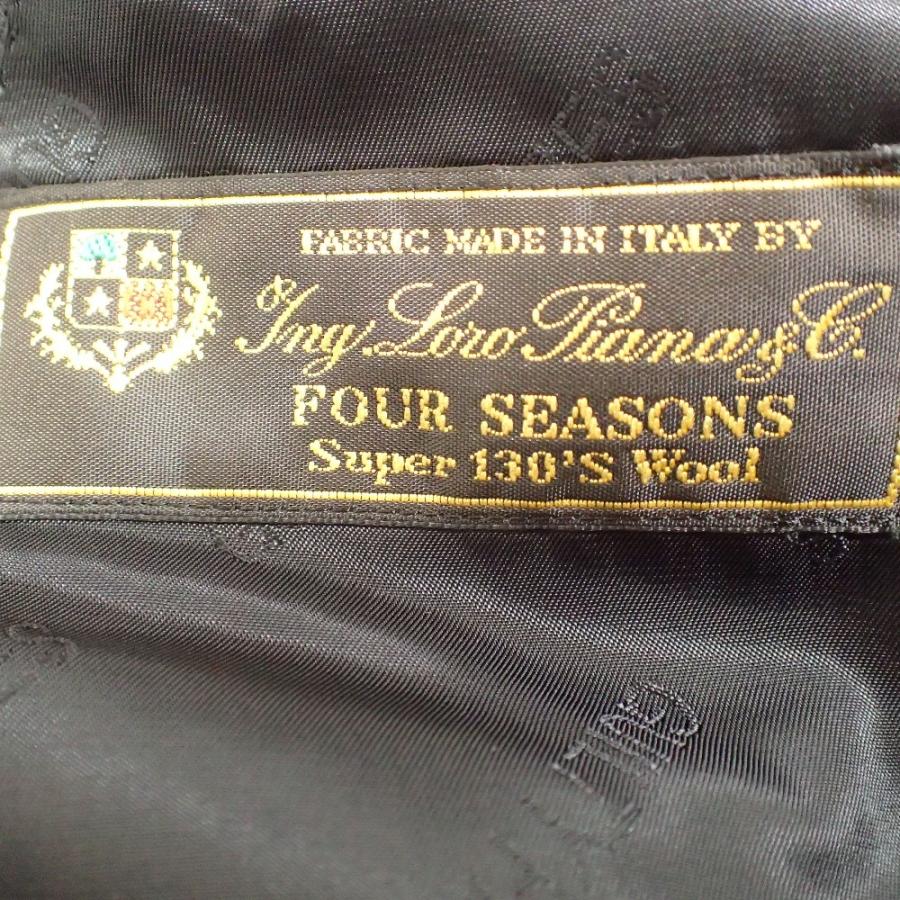 FABRIC MADE IN ITALY BY
Ing. Loro Piana & C.
FOUR SEASONS
Super 130'S Wool